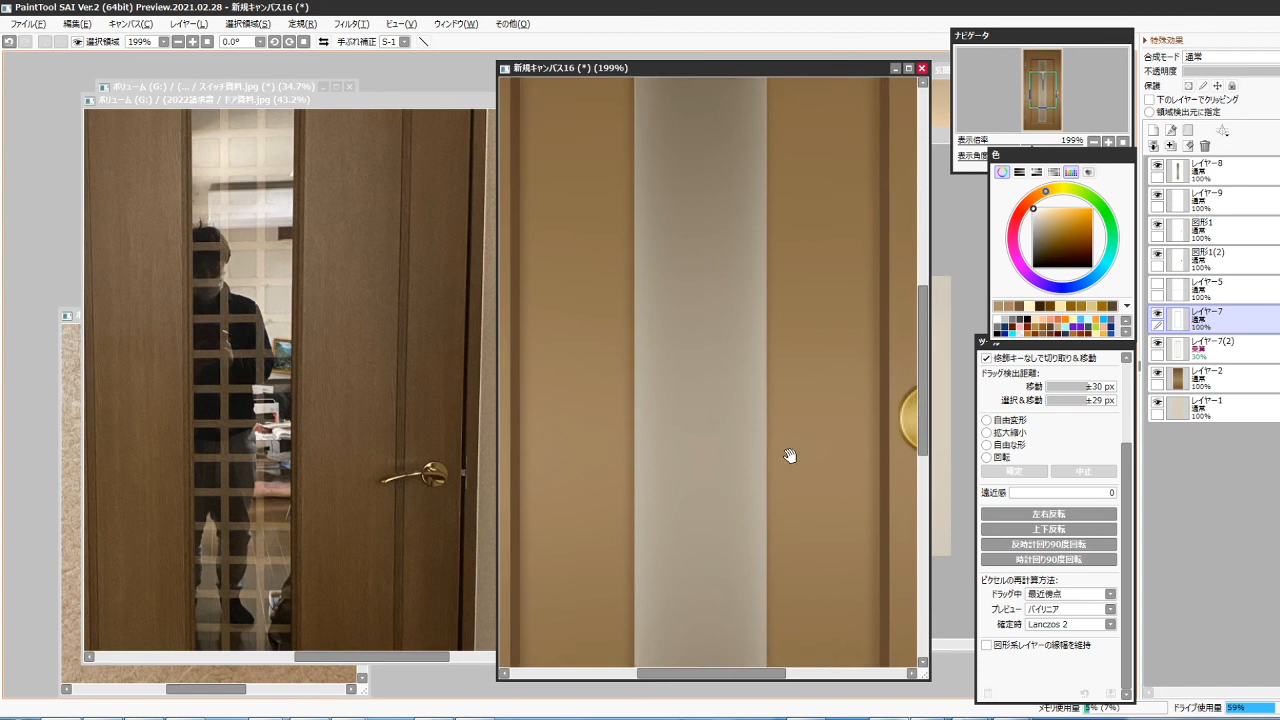 PaintTool SAI Ver.2 (64bit) Preview.2021.02.28 - 新規キャンバス16 (*)
ファイル(F) 編集(E) キャンバス(C) レイヤー(L) 選択領域(S) 定規(R) フィルタ(T) ビュー(V) ウィンドウ(W) その他(O)
選択領域 199% 0.0° 手ぶれ補正 S-1
ナビゲータ
表示倍率 199%
表示角度
ボリューム (G:) / (... / スイッチ資料.jpg (*) (34.7%)
ボリューム (G:) / (2022請求書 / ドア資料.jpg (43.2%)
新規キャンバス16 (*) (199%)
色
修飾キーなしで切り取り&移動
ドラッグ検出距離:
移動 ±30 px
選択&移動 ±29 px
自由変形
拡大縮小
自由な形
回転
確定 中止
遠近感 0
左右反転
上下反転
反時計回り90度回転
時計回り90度回転
ピクセルの再計算方法:
ドラッグ中 最近傍点
プレビュー バイリニア
確定時 Lanczos 2
図形系レイヤーの線幅を維持
特殊効果
合成モード 通常
不透明度
保護
下のレイヤーでクリッピング
領域検出元に指定
レイヤー8
通常
100%
レイヤー9
通常
100%
図形1
通常
100%
図形1(2)
通常
100%
レイヤー5
通常
100%
レイヤー7
通常
100%
レイヤー7(2)
乗算
30%
レイヤー2
通常
100%
レイヤー1
通常
100%
メモリ使用量 5% (7%) ドライブ使用量 59%